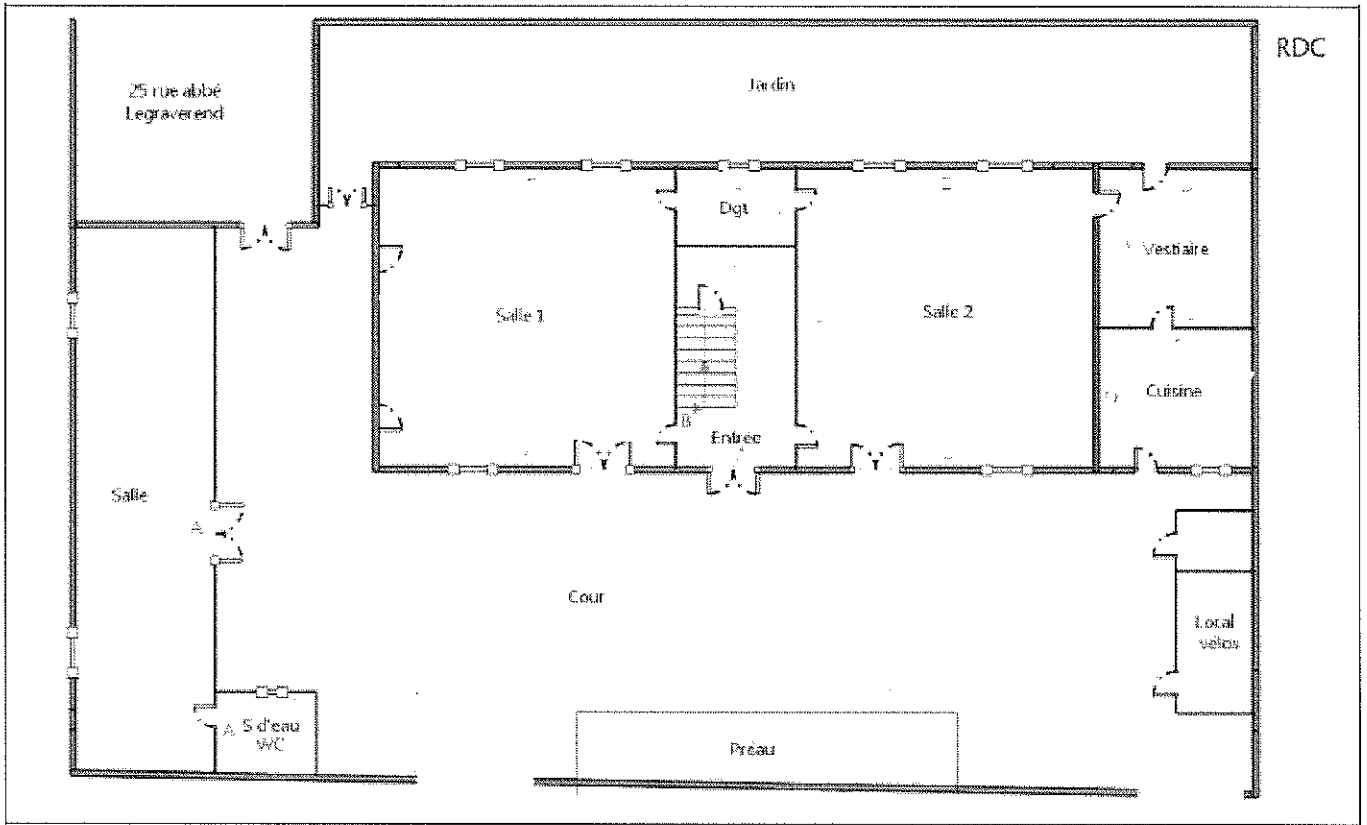 RDC
25 rue abbé
Legraverend
Jardin
Dgt
Vestiaire
Salle 1
Salle 2
Cuisine
B
Entrée
Salle
A
Cour
Local
vélos
A
S d'eau
WC
Préau